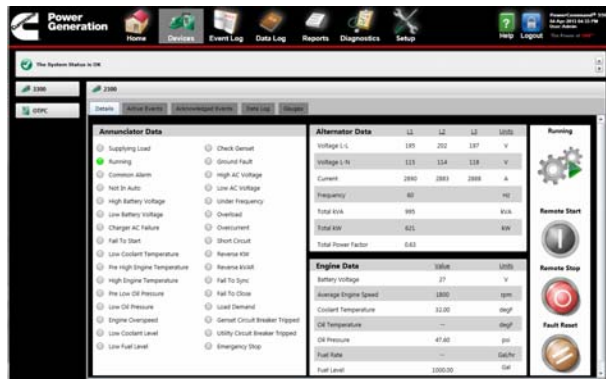 Power
Generation
Home
Devices
Event Log
Data Log
Reports
Diagnostics
Setup
Help
Logout
The System Status is OK
3300
OTPC
2300
Details
Active Events
Acknowledged Events
Data Log
Gauges
Annunciator Data
Supplying Load
Running
Common Alarm
Not In Auto
High Battery Voltage
Low Battery Voltage
Charger AC Failure
Fail To Start
Low Coolant Temperature
Pre High Engine Temperature
High Engine Temperature
Pre Low Oil Pressure
Low Oil Pressure
Engine Overspeed
Low Coolant Level
Low Fuel Level
Check Genset
Ground Fault
High AC Voltage
Low AC Voltage
Under Frequency
Overload
Overcurrent
Short Circuit
Reverse KW
Reverse kVAR
Fail To Sync
Fail To Close
Load Demand
Genset Circuit Breaker Tripped
Utility Circuit Breaker Tripped
Emergency Stop
Alternator Data L1 L2 L3 Units
Voltage L-L 195 202 197 V
Voltage L-N 115 114 118 V
Current 2890 2883 2888 A
Frequency 60 Hz
Total kVA 995 kVA
Total kW 621 kW
Total Power Factor 0.63
Engine Data Value Units
Battery Voltage 27 V
Average Engine Speed 1800 rpm
Coolant Temperature 32.00 degF
Oil Temperature -- degF
Oil Pressure 47.60 psi
Fuel Rate -- Gal/hr
Fuel Level 1000.00 Gal
Running
Remote Start
Remote Stop
Fault Reset